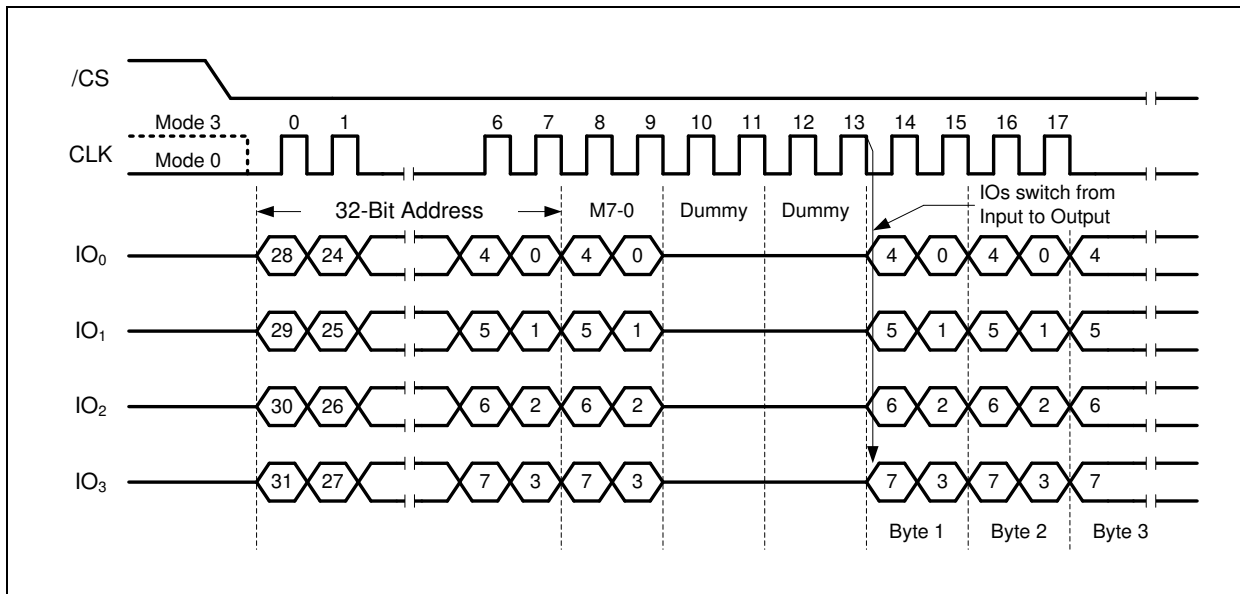 /CS
Mode 3 0 1 6 7 8 9 10 11 12 13 14 15 16 17
CLK
Mode 0
32-Bit Address M7-0 Dummy Dummy
IOs switch from
Input to Output
IO0 28 24 4 0 4 0 4 0 4 0 4
IO1 29 25 5 1 5 1 5 1 5 1 5
IO2 30 26 6 2 6 2 6 2 6 2 6
IO3 31 27 7 3 7 3 7 3 7 3 7
Byte 1 Byte 2 Byte 3